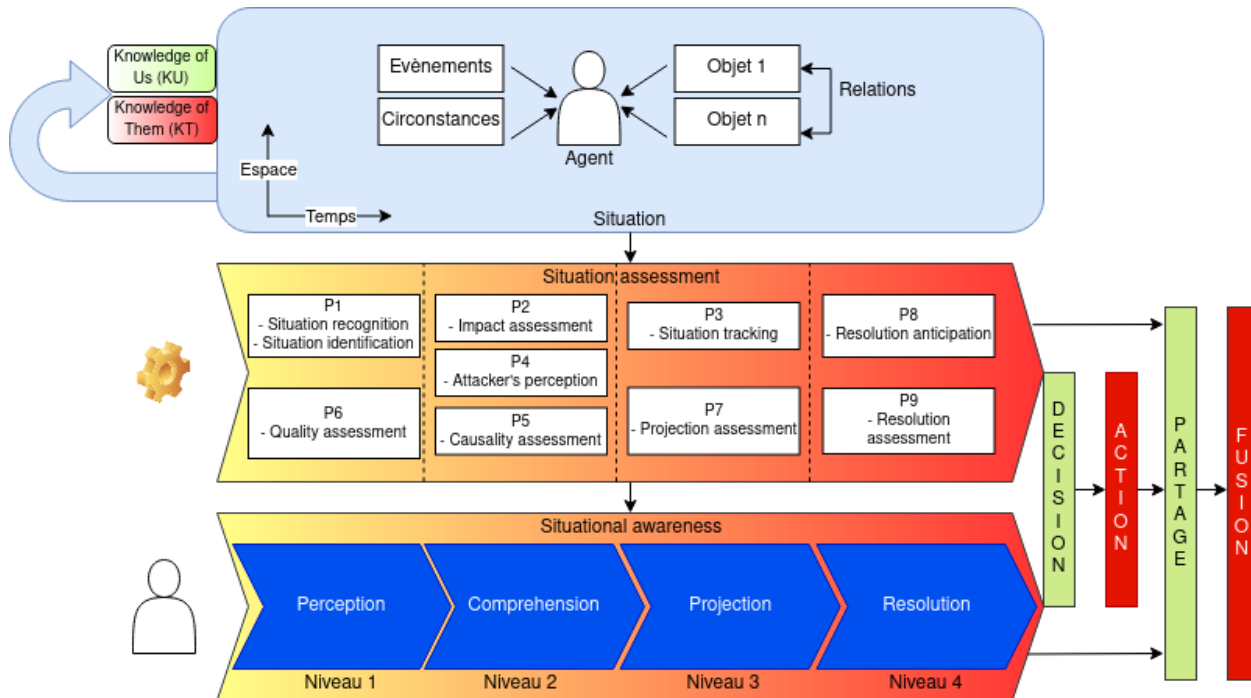 Knowledge of
Us (KU)
Knowledge of
Them (KT)
Evènements
Circonstances
Agent
Objet 1
Objet n
Relations
Espace
Temps
Situation
Situation assessment
P1
- Situation recognition
- Situation identification
P6
- Quality assessment
P2
- Impact assessment
P4
- Attacker's perception
P5
- Causality assessment
P3
- Situation tracking
P7
- Projection assessment
P8
- Resolution anticipation
P9
- Resolution
assessment
Situational awareness
Perception
Comprehension
Projection
Resolution
Niveau 1
Niveau 2
Niveau 3
Niveau 4
DECISION
ACTION
PARTAGE
FUSION